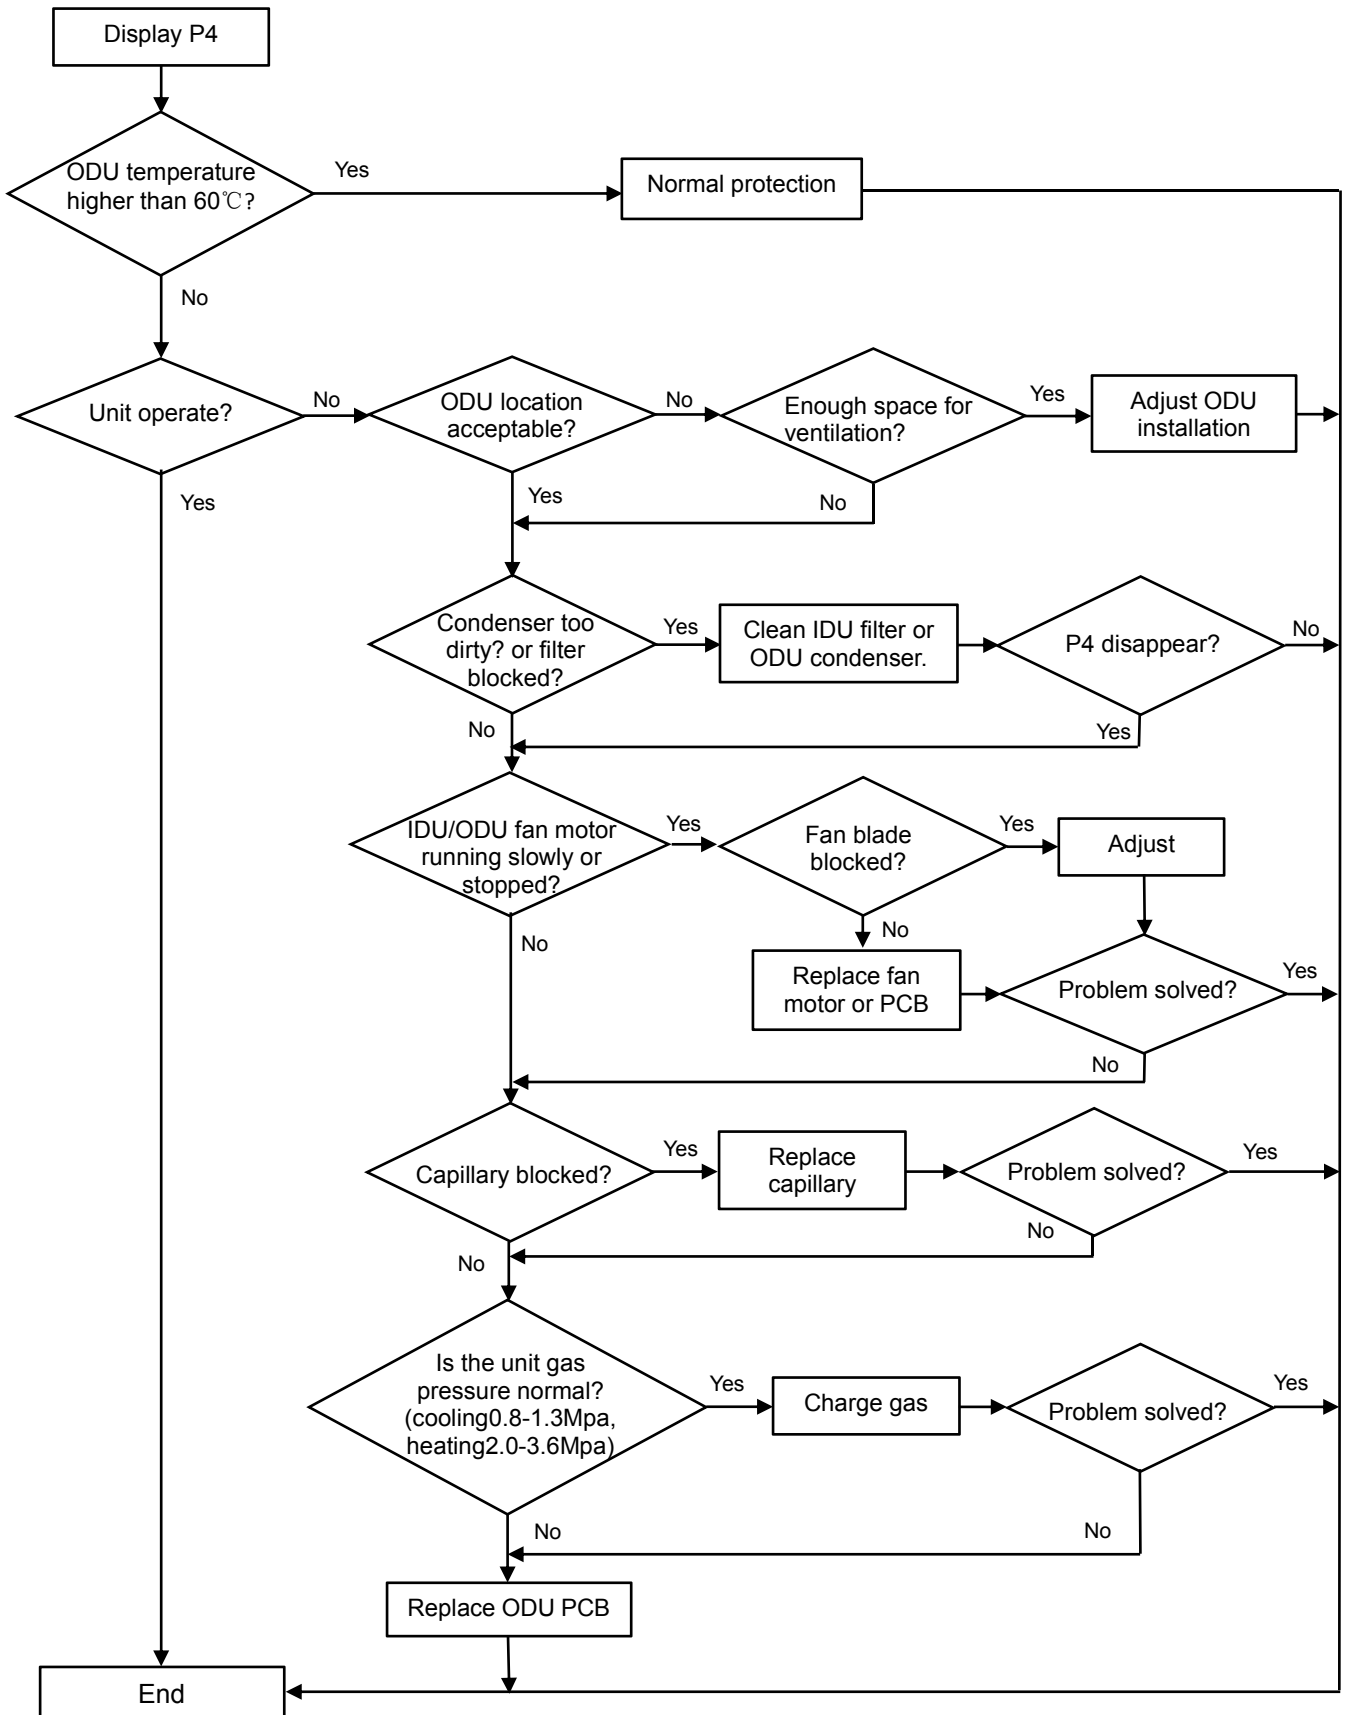 Display P4
ODU temperature
higher than 60℃?
Yes
Normal protection
No
Unit operate?
No
ODU location
acceptable?
No
Enough space for
ventilation?
Yes
Adjust ODU
installation
Yes
Yes
No
Condenser too
dirty? or filter
blocked?
Yes
Clean IDU filter or
ODU condenser.
P4 disappear?
No
No
Yes
IDU/ODU fan motor
running slowly or
stopped?
Yes
Fan blade
blocked?
Yes
Adjust
No
No
Replace fan
motor or PCB
Problem solved?
Yes
No
Capillary blocked?
Yes
Replace
capillary
Problem solved?
Yes
No
No
Is the unit gas
pressure normal?
(cooling0.8-1.3Mpa,
heating2.0-3.6Mpa)
Yes
Charge gas
Problem solved?
Yes
No
No
Replace ODU PCB
End